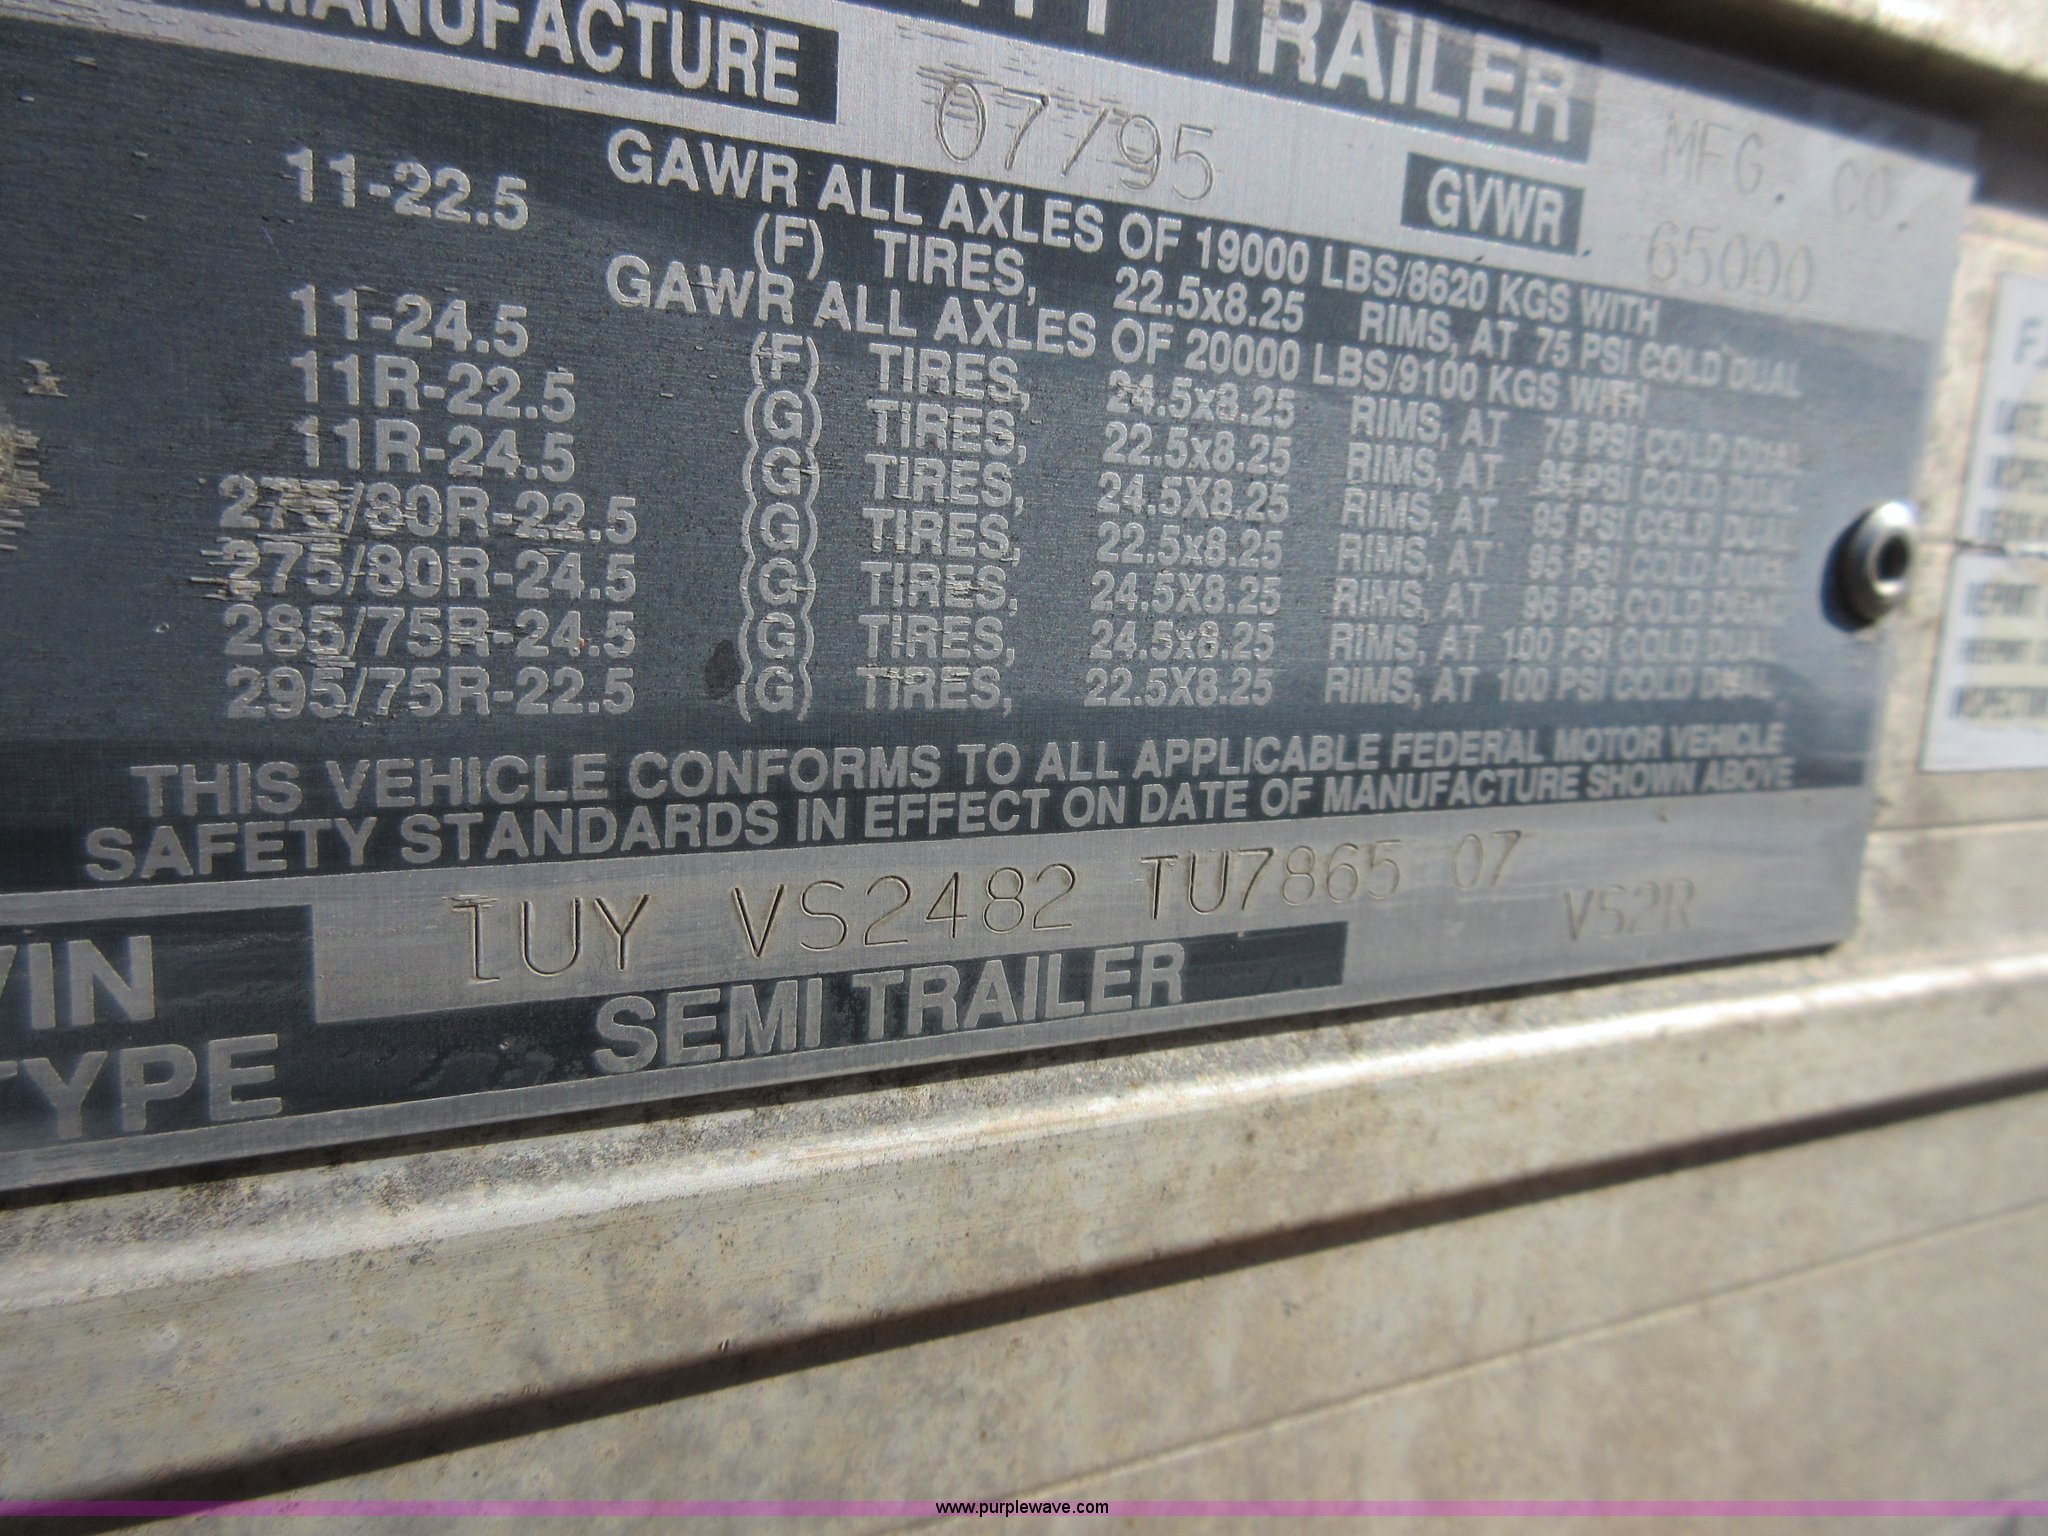 TRAILER MFG. CO
MANUFACTURE 07/95 GVWR 65000
GAWR ALL AXLES OF 19000 LBS/8620 KGS WITH
11-22.5 (F) TIRES, 22.5x8.25 RIMS, AT 75 PSI COLD DUAL
GAWR ALL AXLES OF 20000 LBS/9100 KGS WITH
11-24.5 (F) TIRES, 24.5x8.25 RIMS, AT 75 PSI COLD DUAL
11R-22.5 (G) TIRES, 22.5x8.25 RIMS, AT 95 PSI COLD DUAL
11R-24.5 (G) TIRES, 24.5X8.25 RIMS, AT 95 PSI COLD DUAL
275/80R-22.5 (G) TIRES, 22.5x8.25 RIMS, AT 95 PSI COLD DUAL
275/80R-24.5 (G) TIRES, 24.5X8.25 RIMS, AT 95 PSI COLD DUAL
285/75R-24.5 (G) TIRES, 24.5x8.25 RIMS, AT 100 PSI COLD DUAL
295/75R-22.5 (G) TIRES, 22.5X8.25 RIMS, AT 100 PSI COLD DUAL
THIS VEHICLE CONFORMS TO ALL APPLICABLE FEDERAL MOTOR VEHICLE
SAFETY STANDARDS IN EFFECT ON DATE OF MANUFACTURE SHOWN ABOVE
VIN 1UY VS2482 TU7865 07 VS2R
TYPE SEMI TRAILER
www.purplewave.com